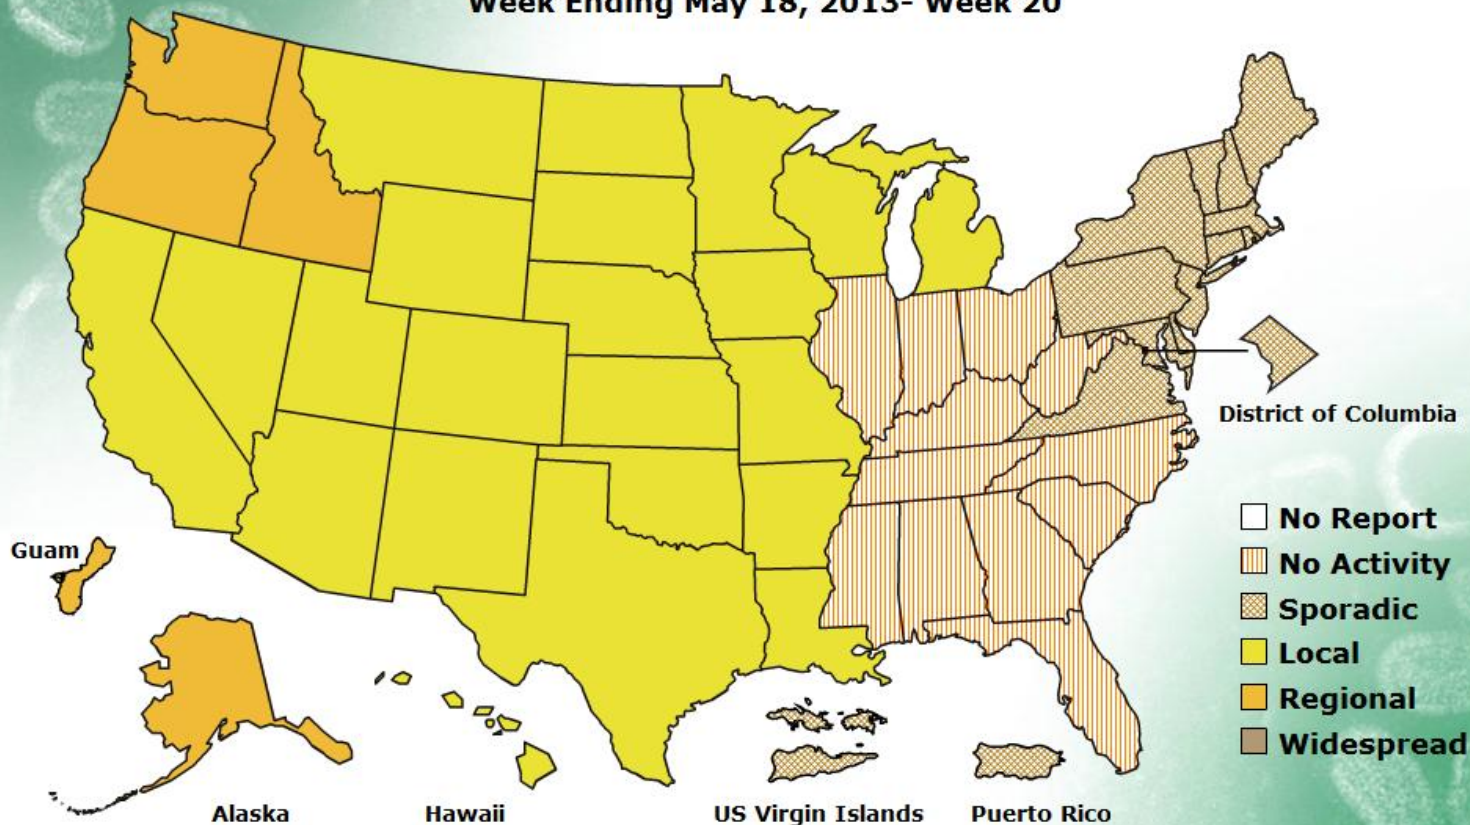 Week Ending May 18, 2013- Week 20
District of Columbia
No Report
Guam
No Activity
Sporadic
Local
Regional
Widespread
Alaska
Hawaii
US Virgin Islands
Puerto Rico